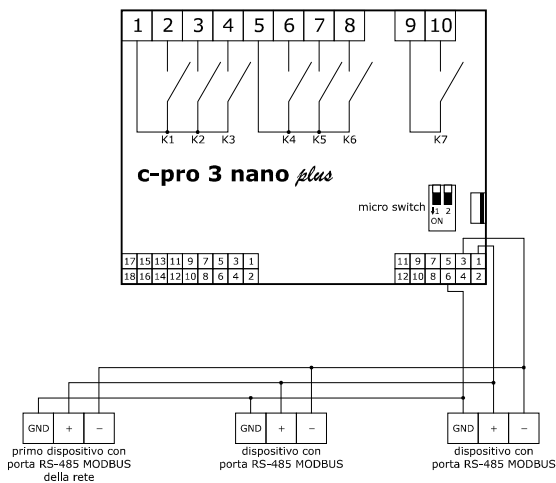 1 2 3 4 5 6 7 8 9 10
K1 K2 K3 K4 K5 K6 K7
c-pro 3 nano plus
micro switch
1 2
ON
17 15 13 11 9 7 5 3 1 11 9 7 5 3 1
18 16 14 12 10 8 6 4 2 12 10 8 6 4 2
GND + − GND + − GND + −
primo dispositivo con dispositivo con dispositivo con
porta RS-485 MODBUS porta RS-485 MODBUS porta RS-485 MODBUS
della rete